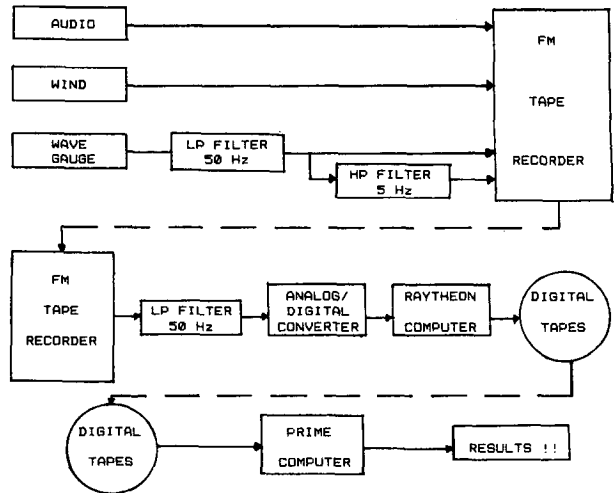 AUDIO
WIND
WAVE
GAUGE
LP FILTER
50 Hz
HP FILTER
5 Hz
FM
TAPE
RECORDER
FM
TAPE
RECORDER
LP FILTER
50 Hz
ANALOG/
DIGITAL
CONVERTER
RAYTHEON
COMPUTER
DIGITAL
TAPES
DIGITAL
TAPES
PRIME
COMPUTER
RESULTS !!